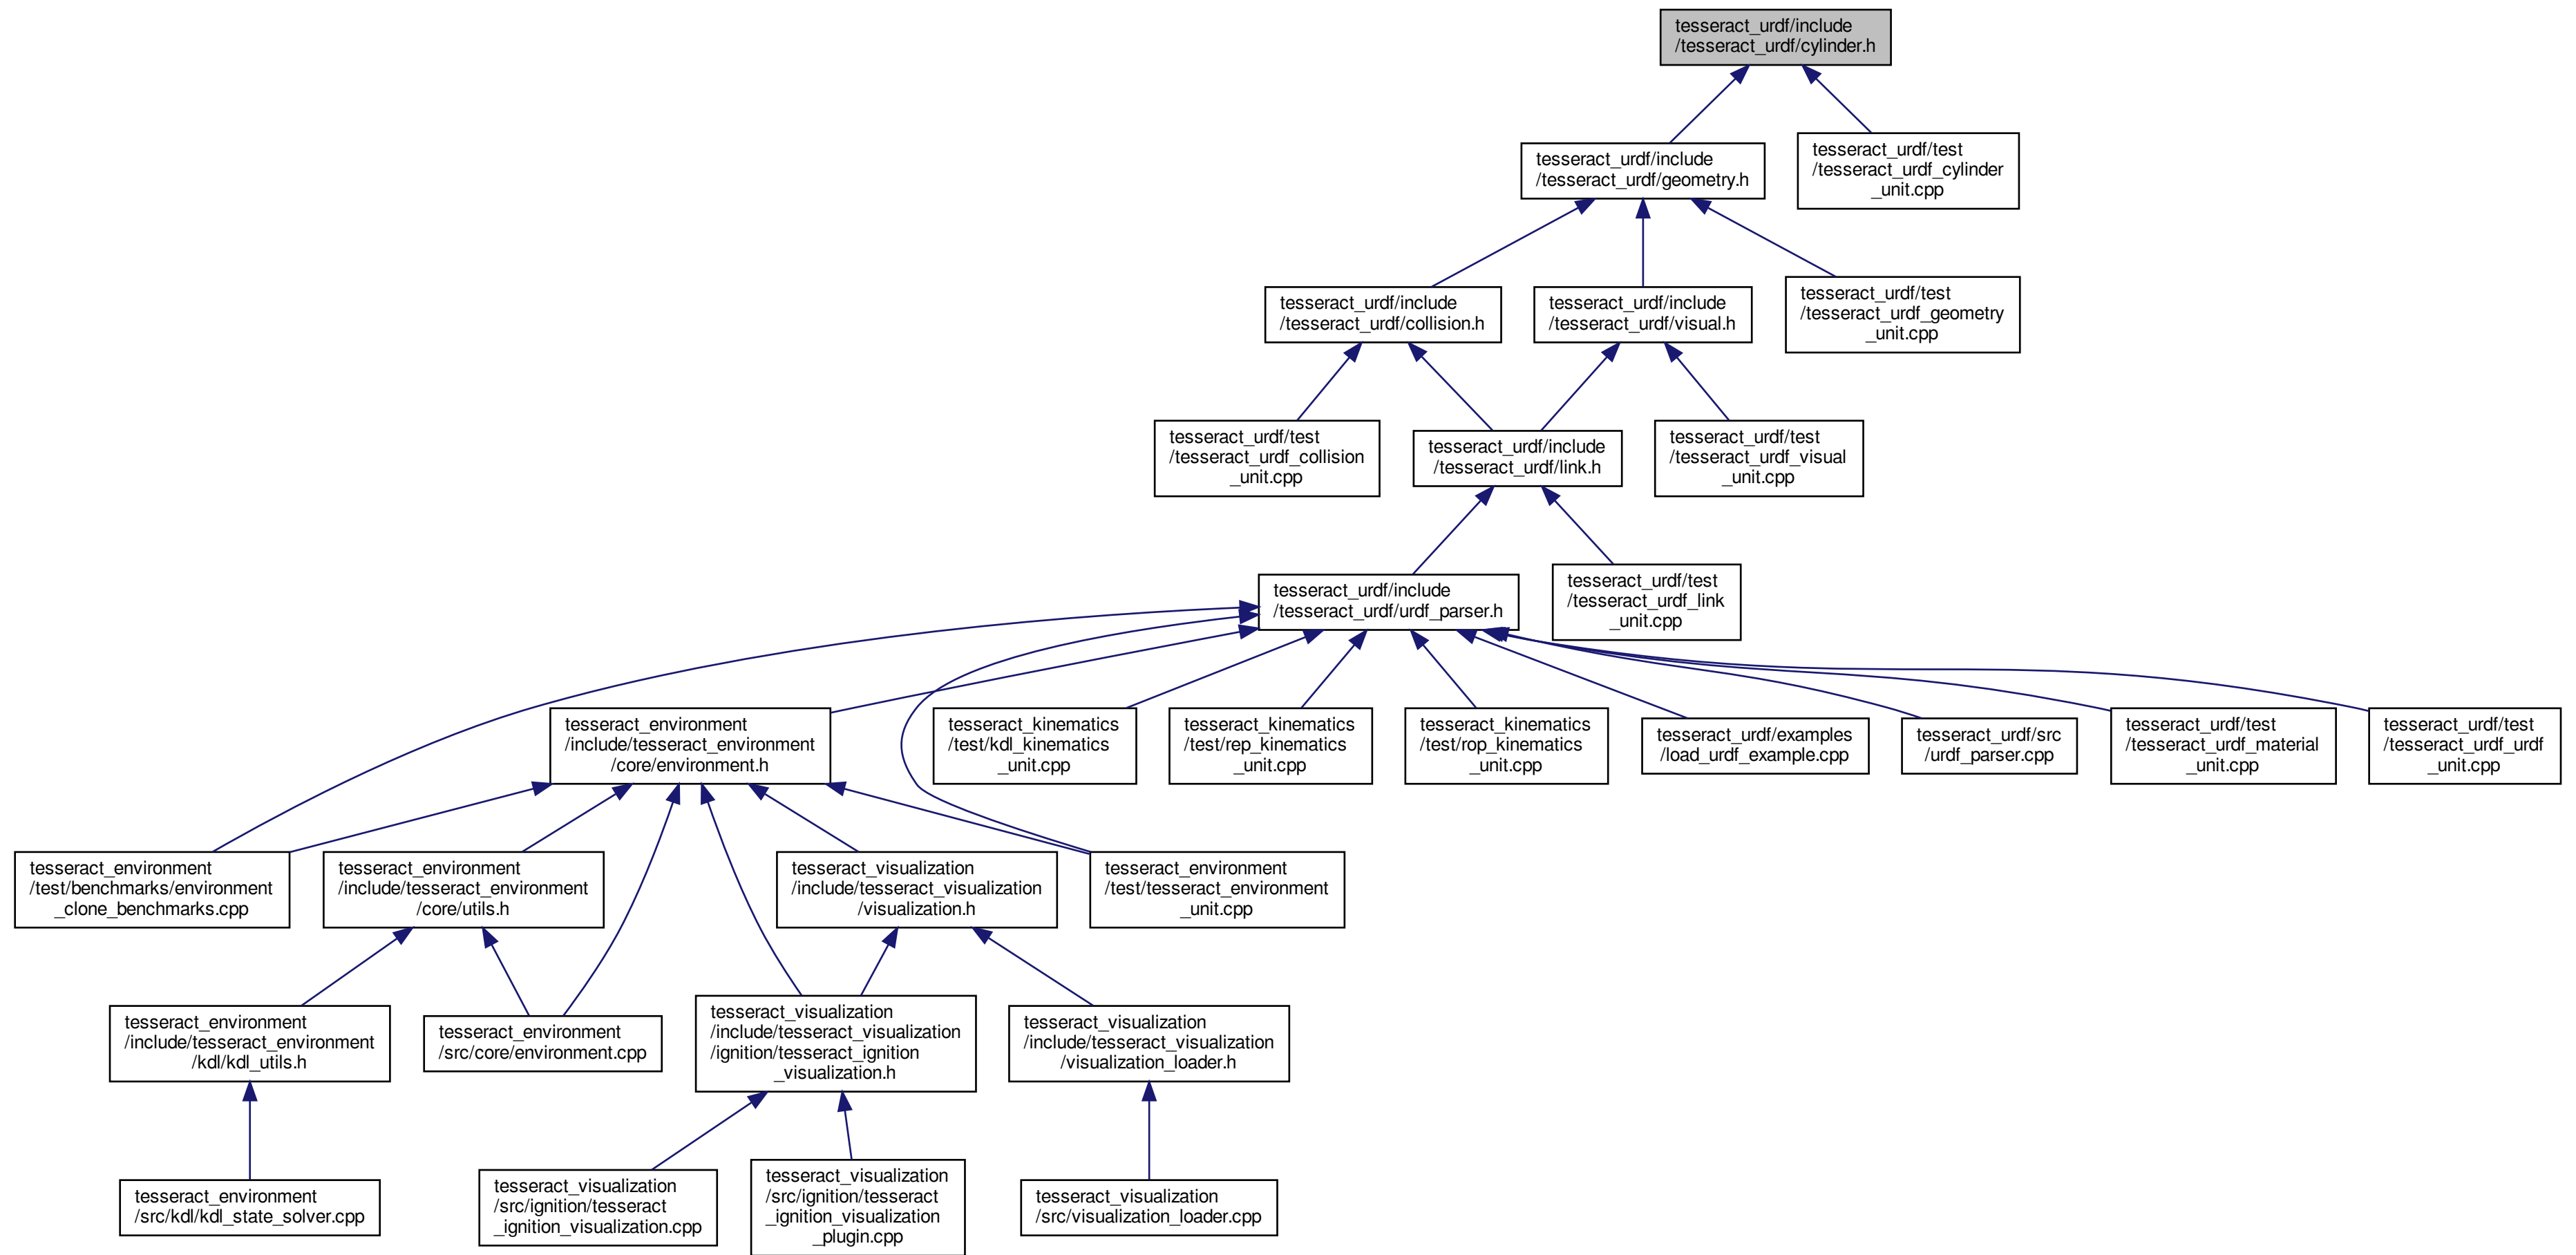 tesseract_urdf/include
/tesseract_urdf/cylinder.h
tesseract_urdf/include
/tesseract_urdf/geometry.h
tesseract_urdf/test
/tesseract_urdf_cylinder
_unit.cpp
tesseract_urdf/include
/tesseract_urdf/collision.h
tesseract_urdf/include
/tesseract_urdf/visual.h
tesseract_urdf/test
/tesseract_urdf_geometry
_unit.cpp
tesseract_urdf/test
/tesseract_urdf_collision
_unit.cpp
tesseract_urdf/include
/tesseract_urdf/link.h
tesseract_urdf/test
/tesseract_urdf_visual
_unit.cpp
tesseract_urdf/include
/tesseract_urdf/urdf_parser.h
tesseract_urdf/test
/tesseract_urdf_link
_unit.cpp
tesseract_environment
/include/tesseract_environment
/core/environment.h
tesseract_kinematics
/test/kdl_kinematics
_unit.cpp
tesseract_kinematics
/test/rep_kinematics
_unit.cpp
tesseract_kinematics
/test/rop_kinematics
_unit.cpp
tesseract_urdf/examples
/load_urdf_example.cpp
tesseract_urdf/src
/urdf_parser.cpp
tesseract_urdf/test
/tesseract_urdf_material
_unit.cpp
tesseract_urdf/test
/tesseract_urdf_urdf
_unit.cpp
tesseract_environment
/test/benchmarks/environment
_clone_benchmarks.cpp
tesseract_environment
/include/tesseract_environment
/core/utils.h
tesseract_visualization
/include/tesseract_visualization
/visualization.h
tesseract_environment
/test/tesseract_environment
_unit.cpp
tesseract_environment
/include/tesseract_environment
/kdl/kdl_utils.h
tesseract_environment
/src/core/environment.cpp
tesseract_visualization
/include/tesseract_visualization
/ignition/tesseract_ignition
_visualization.h
tesseract_visualization
/include/tesseract_visualization
/visualization_loader.h
tesseract_environment
/src/kdl/kdl_state_solver.cpp
tesseract_visualization
/src/ignition/tesseract
_ignition_visualization.cpp
tesseract_visualization
/src/ignition/tesseract
_ignition_visualization
_plugin.cpp
tesseract_visualization
/src/visualization_loader.cpp